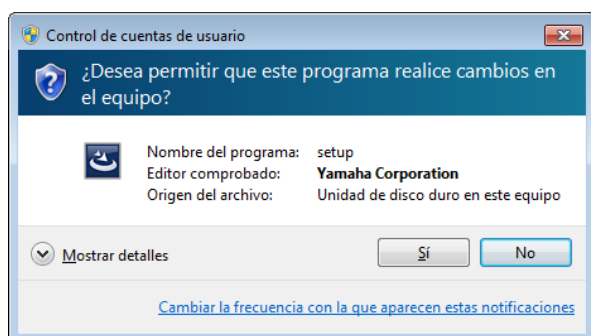 Control de cuentas de usuario
¿Desea permitir que este programa realice cambios en
el equipo?
Nombre del programa: setup
Editor comprobado: Yamaha Corporation
Origen del archivo: Unidad de disco duro en este equipo
Mostrar detalles Sí No
Cambiar la frecuencia con la que aparecen estas notificaciones